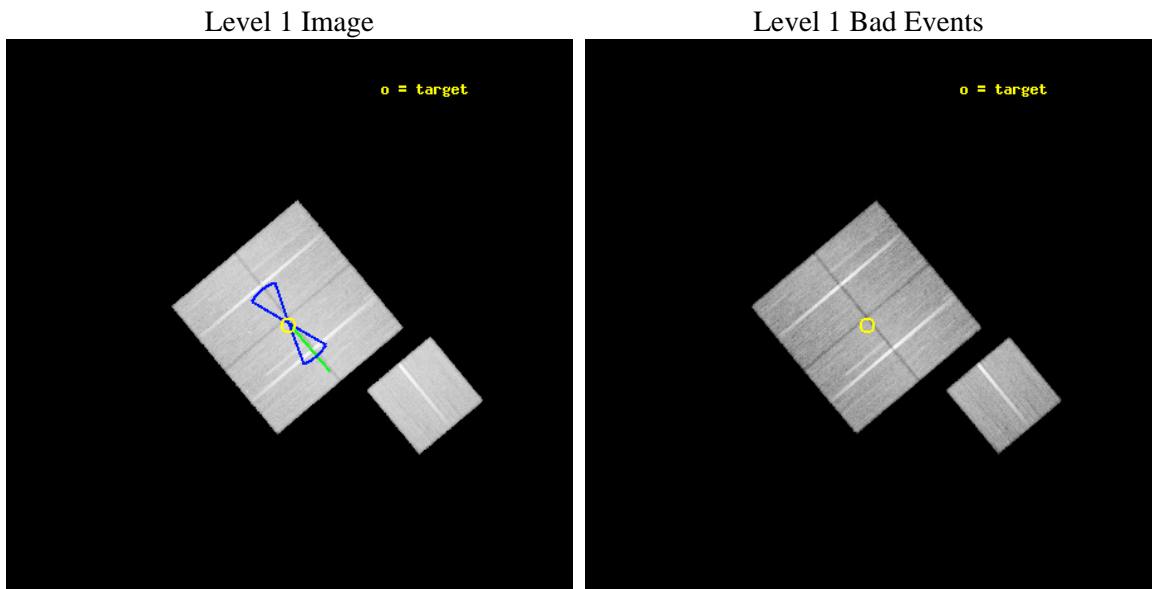 Level 1 Image
Level 1 Bad Events
o = target
o = target